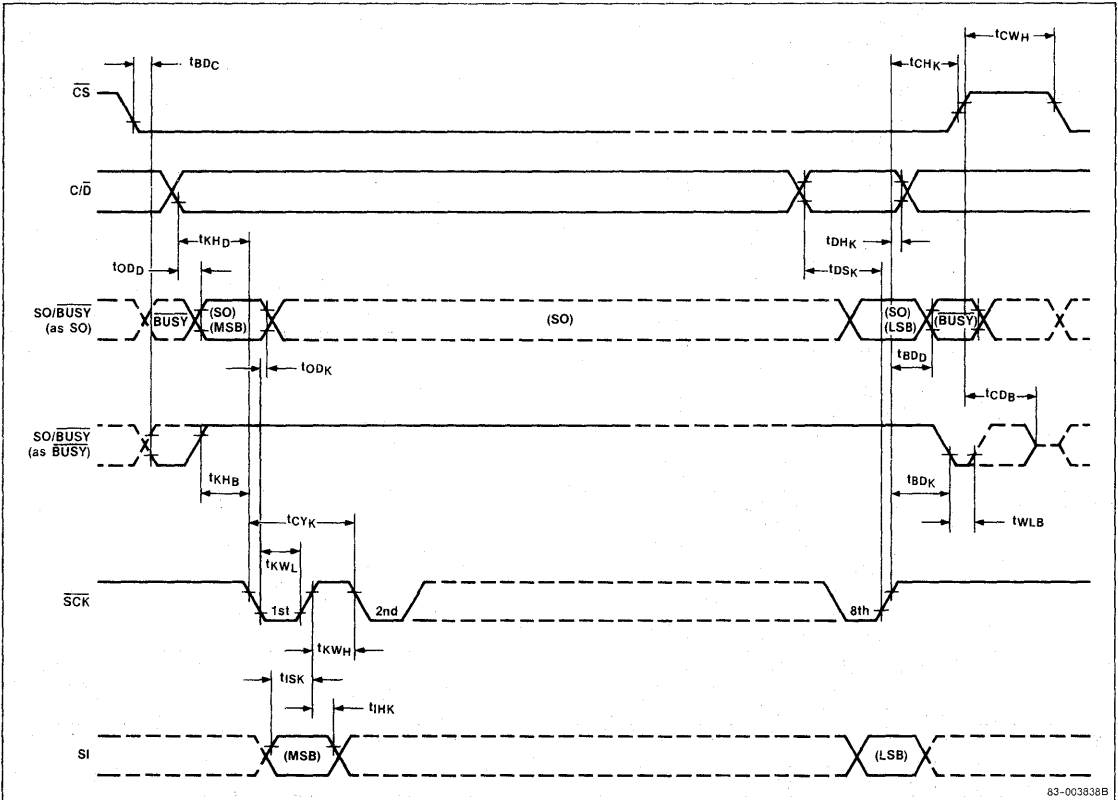 tCWH
tBDC
tCHK
CS
C/D
tKHD
tDHK
tODD
tDSK
SO/BUSY
(as SO)
BUSY
(SO)
(MSB)
(SO)
(SO)
(LSB)
(BUSY)
tODK
tBDD
tCDB
SO/BUSY
(as BUSY)
tKHB
tBDK
tCYK
tWLB
tKWL
SCK
1st
2nd
8th
tKWH
tISK
tIHK
SI
(MSB)
(LSB)
83-003838B